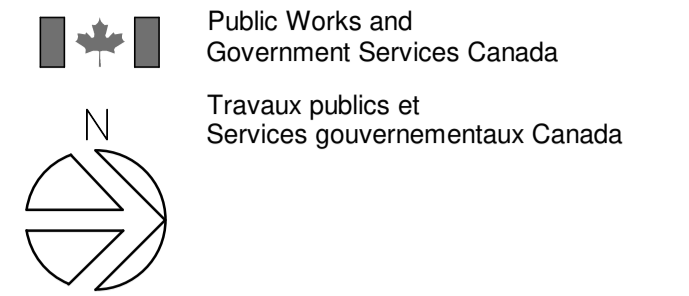 Public Works and
Government Services Canada
Travaux publics et
Services gouvernementaux Canada
N